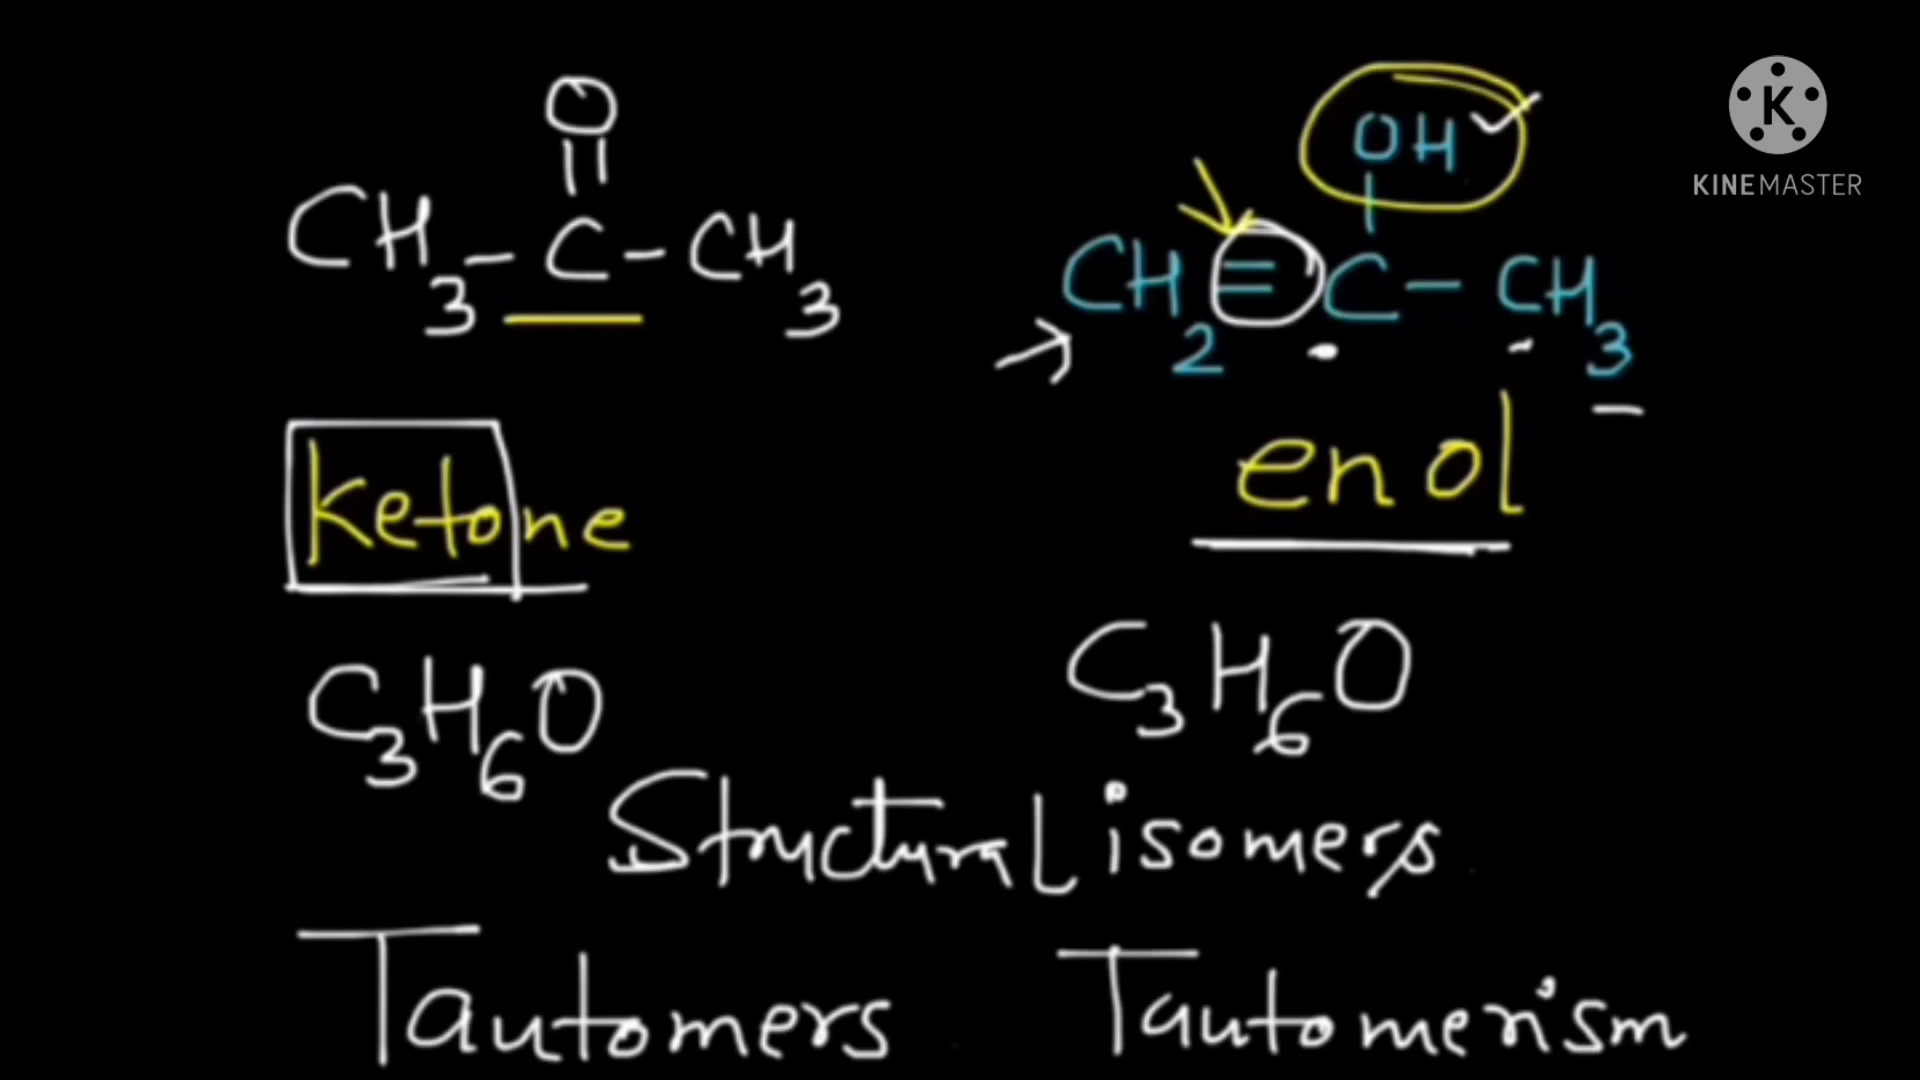 O
||
CH3 - C - CH3
OH
|
CH2 = C - CH3
K
KINEMASTER
Ketone
enol
C3H6O
C3H6O
Structural isomers
Tautomers
Tautomerism